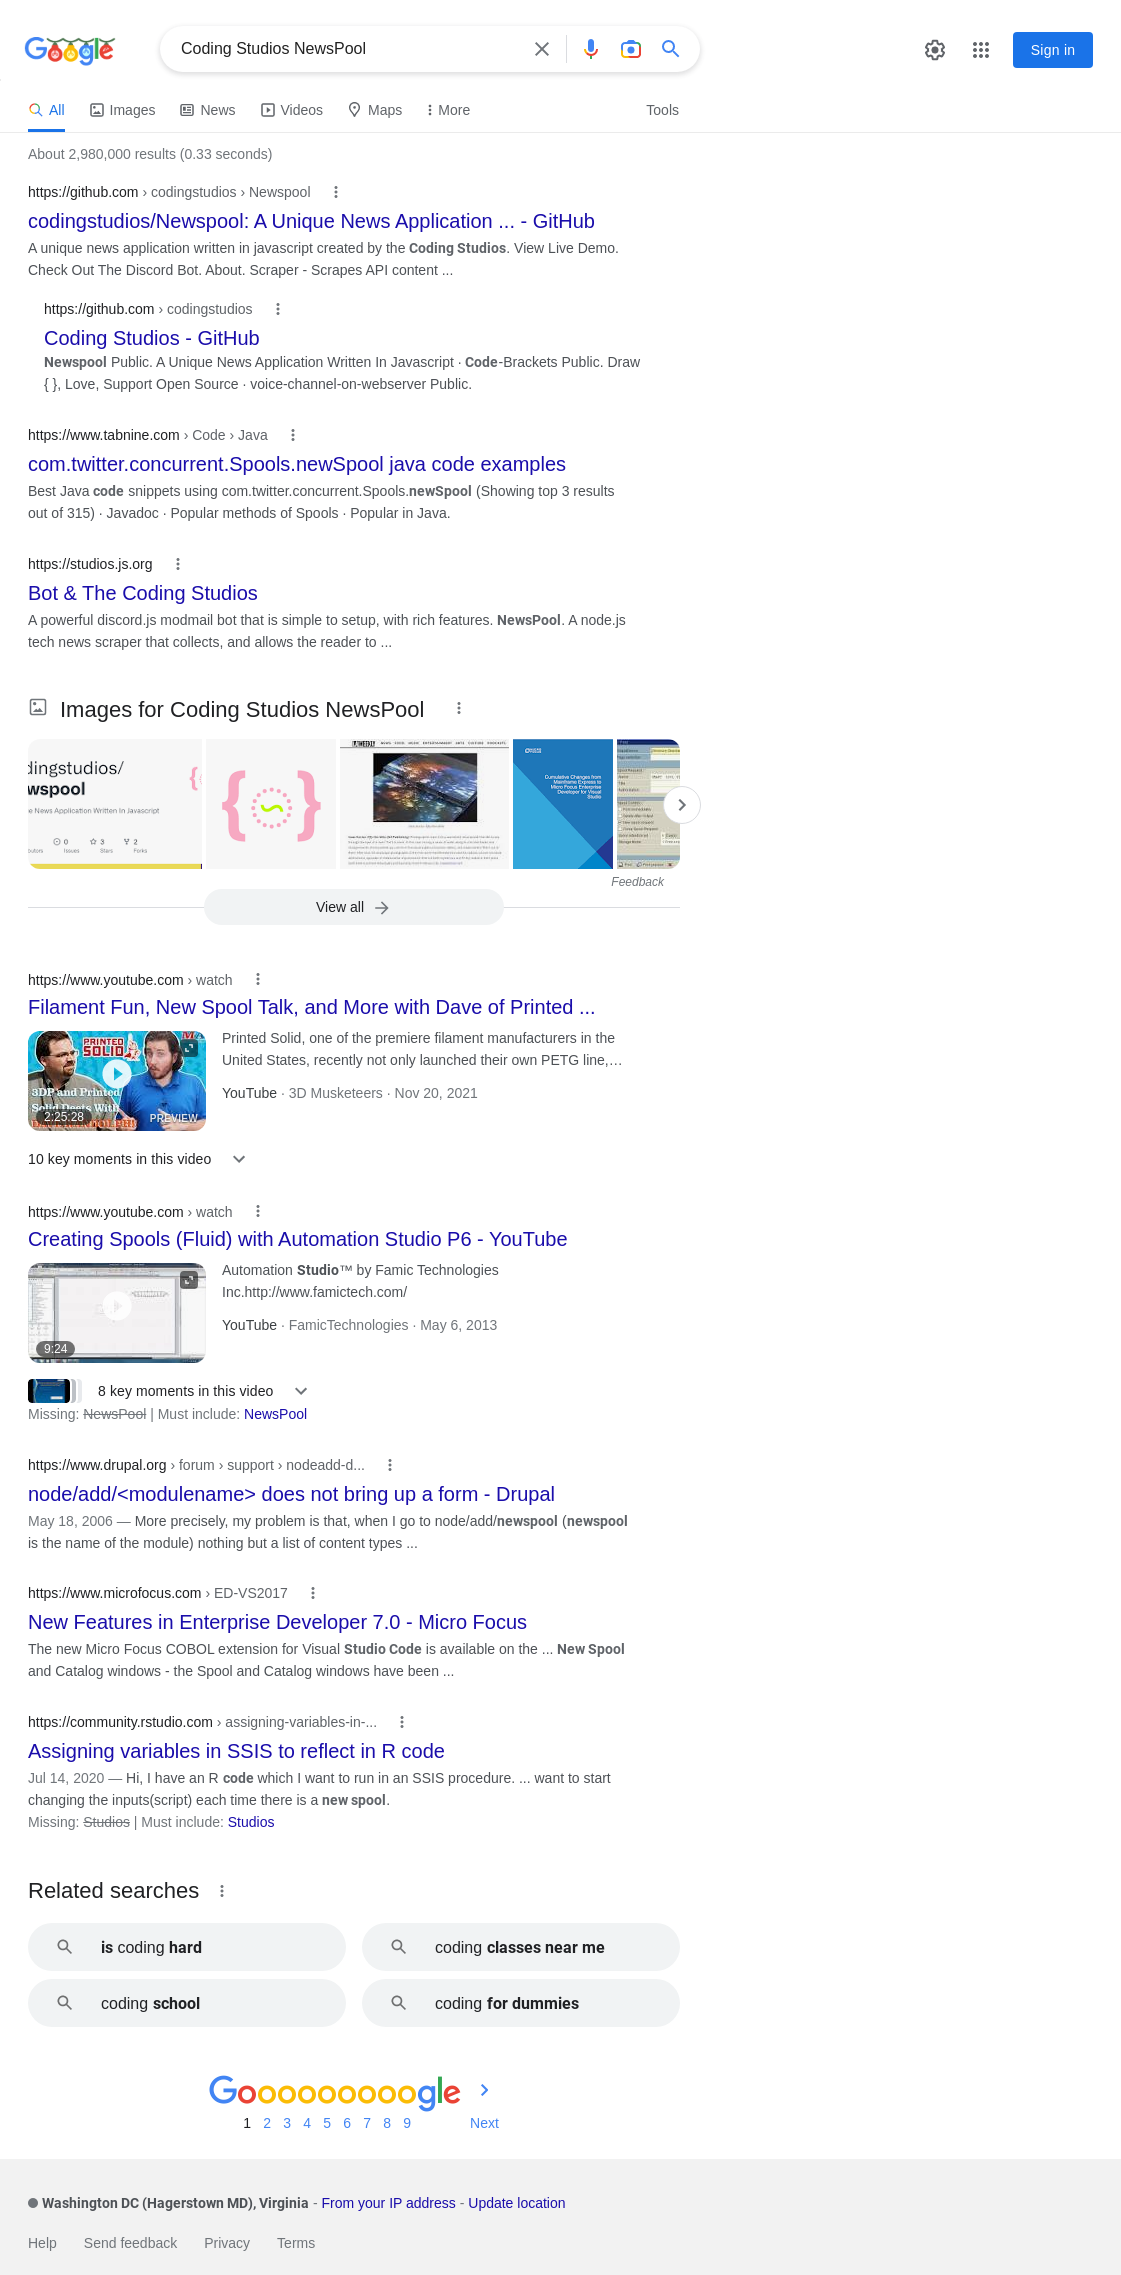 Google
Coding Studios NewsPool
Sign in
All
Images
News
Videos
Maps
More
Tools
About 2,980,000 results (0.33 seconds)
https://github.com › codingstudios › Newspool
codingstudios/Newspool: A Unique News Application ... - GitHub
A unique news application written in javascript created by the Coding Studios. View Live Demo.
Check Out The Discord Bot. About. Scraper - Scrapes API content ...
https://github.com › codingstudios
Coding Studios - GitHub
Newspool Public. A Unique News Application Written In Javascript · Code-Brackets Public. Draw
{ }, Love, Support Open Source · voice-channel-on-webserver Public.
https://www.tabnine.com › Code › Java
com.twitter.concurrent.Spools.newSpool java code examples
Best Java code snippets using com.twitter.concurrent.Spools.newSpool (Showing top 3 results
out of 315) · Javadoc · Popular methods of Spools · Popular in Java.
https://studios.js.org
Bot & The Coding Studios
A powerful discord.js modmail bot that is simple to setup, with rich features. NewsPool. A node.js
tech news scraper that collects, and allows the reader to ...
Images for Coding Studios NewsPool
dingstudios/
wspool
e News Application Written In Javascript
0
Issues
3
Stars
2
Forks
Cumulative Changes from
Mainframe Express to
Micro Focus Enterprise
Developer for Visual
Studio
Feedback
View all
https://www.youtube.com › watch
Filament Fun, New Spool Talk, and More with Dave of Printed ...
PRINTED
SOLID
3DP and Printed
Solid Deets With
2:25:28
PREVIEW
Printed Solid, one of the premiere filament manufacturers in the
United States, recently not only launched their own PETG line,…
YouTube · 3D Musketeers · Nov 20, 2021
10 key moments in this video
https://www.youtube.com › watch
Creating Spools (Fluid) with Automation Studio P6 - YouTube
9:24
Automation Studio™ by Famic Technologies
Inc.http://www.famictech.com/
YouTube · FamicTechnologies · May 6, 2013
8 key moments in this video
Missing: NewsPool | Must include: NewsPool
https://www.drupal.org › forum › support › nodeadd-d...
node/add/<modulename> does not bring up a form - Drupal
May 18, 2006 — More precisely, my problem is that, when I go to node/add/newspool (newspool
is the name of the module) nothing but a list of content types ...
https://www.microfocus.com › ED-VS2017
New Features in Enterprise Developer 7.0 - Micro Focus
The new Micro Focus COBOL extension for Visual Studio Code is available on the ... New Spool
and Catalog windows - the Spool and Catalog windows have been ...
https://community.rstudio.com › assigning-variables-in-...
Assigning variables in SSIS to reflect in R code
Jul 14, 2020 — Hi, I have an R code which I want to run in an SSIS procedure. ... want to start
changing the inputs(script) each time there is a new spool.
Missing: Studios | Must include: Studios
Related searches
is coding hard
coding classes near me
coding school
coding for dummies
Goooooooooogle
1 2 3 4 5 6 7 8 9 Next
Washington DC (Hagerstown MD), Virginia - From your IP address - Update location
Help Send feedback Privacy Terms